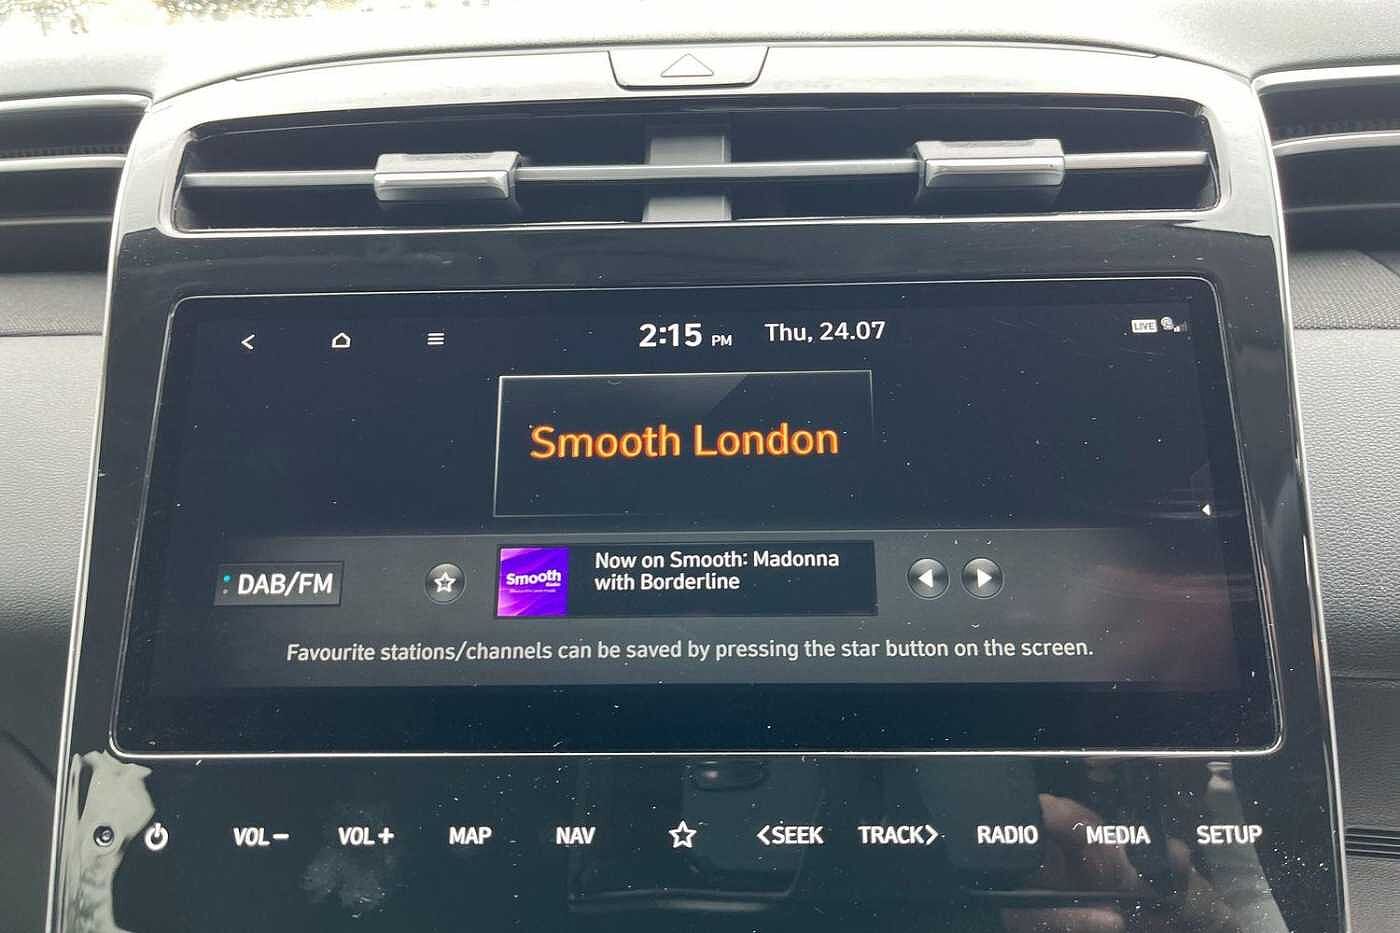 2:15 PM Thu, 24.07
LIVE
Smooth London
DAB/FM
Smooth
Radio
Now on Smooth: Madonna
with Borderline
Favourite stations/channels can be saved by pressing the star button on the screen.
VOL− VOL+ MAP NAV <SEEK TRACK> RADIO MEDIA SETUP